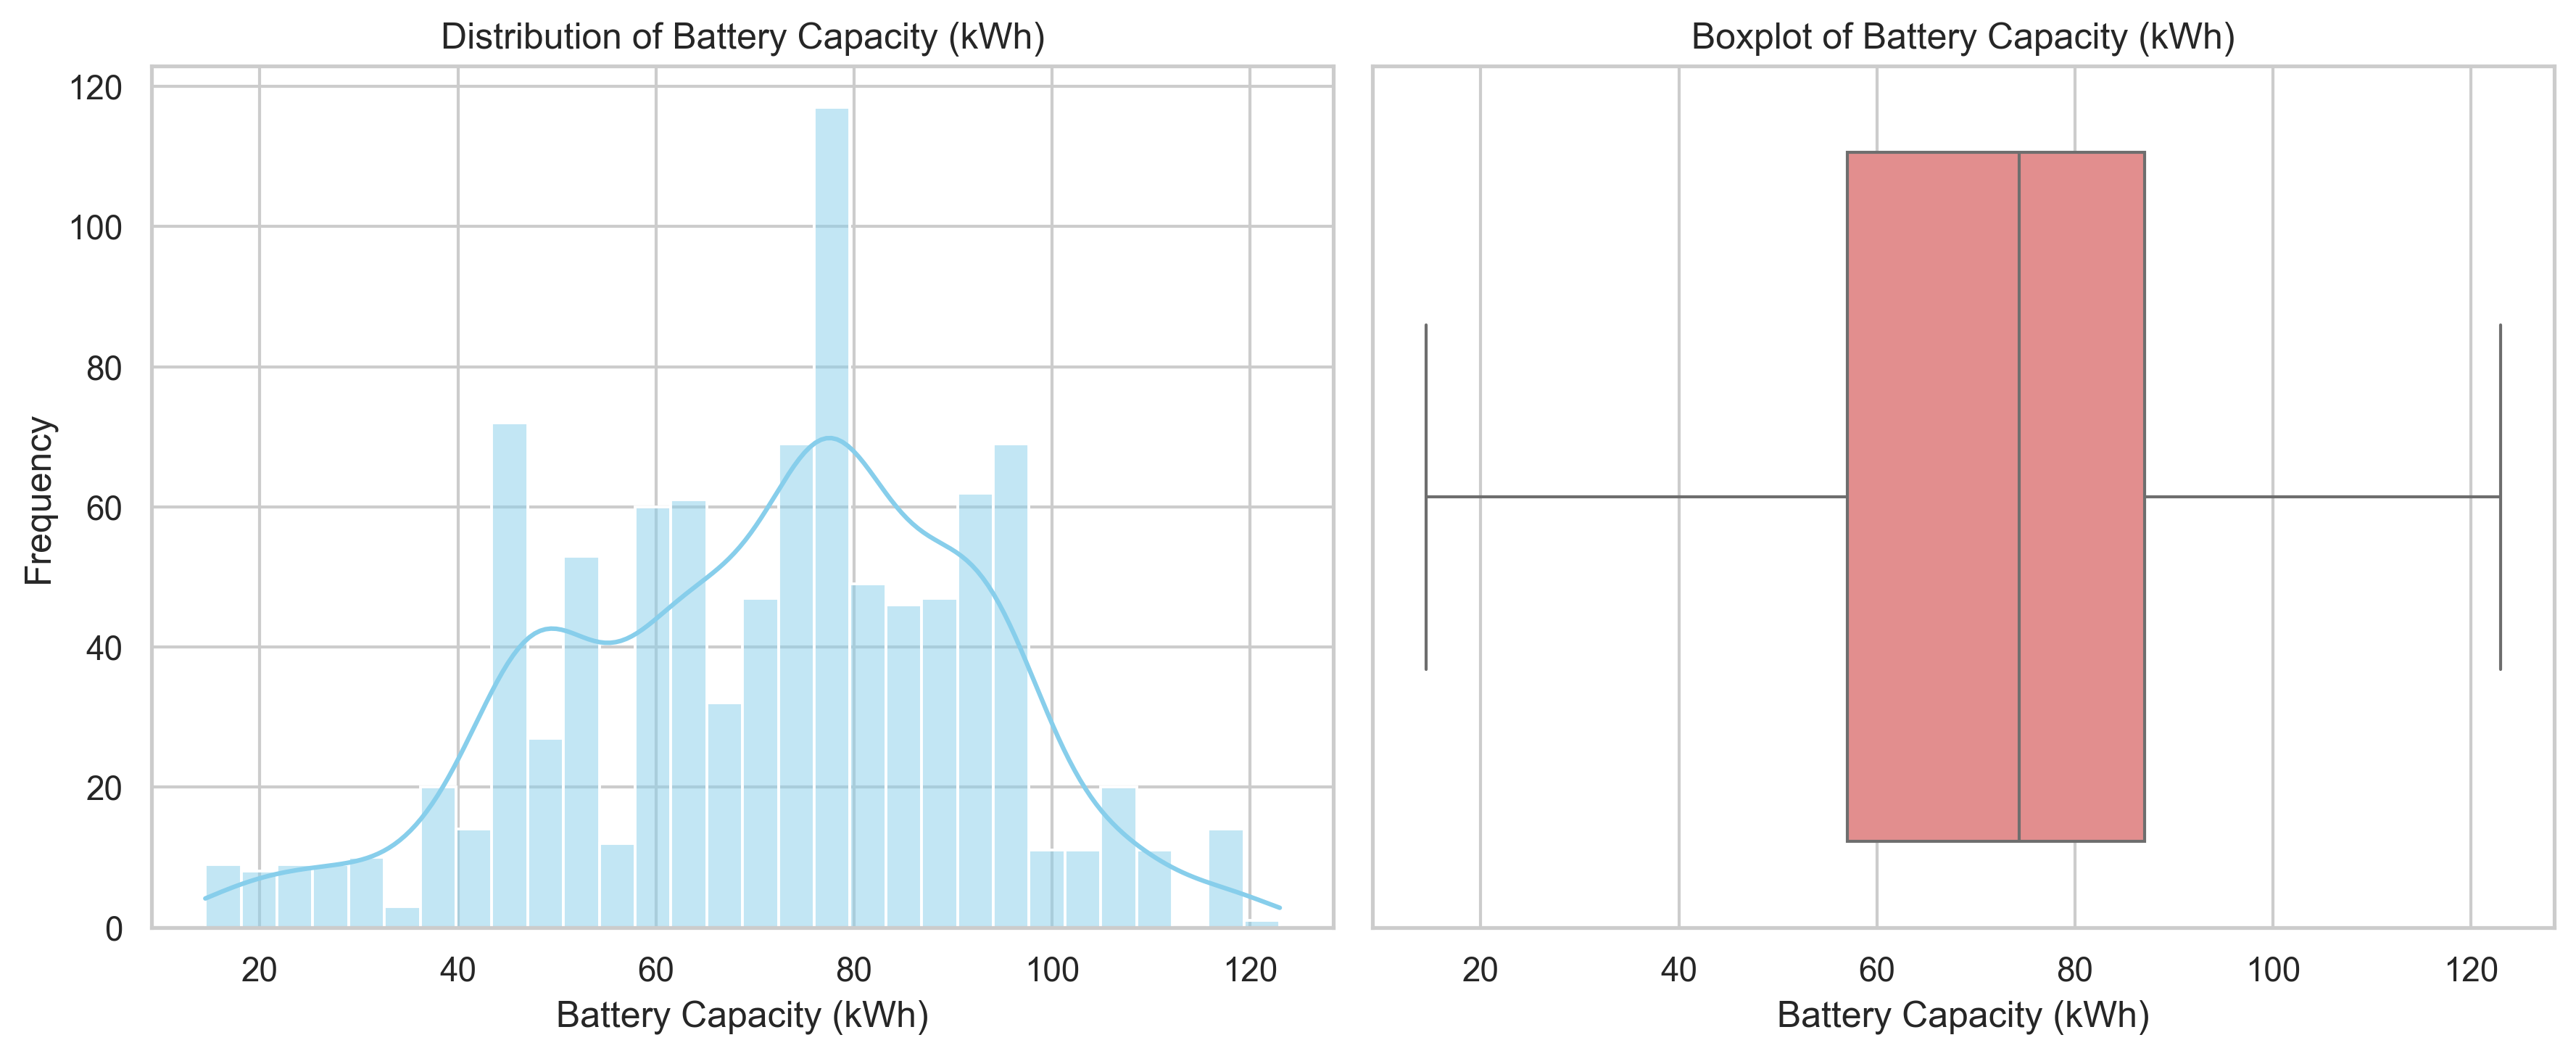 Distribution of Battery Capacity (kWh)
Frequency
120
100
80
60
40
20
0
20 40 60 80 100 120
Battery Capacity (kWh)
Boxplot of Battery Capacity (kWh)
20 40 60 80 100 120
Battery Capacity (kWh)